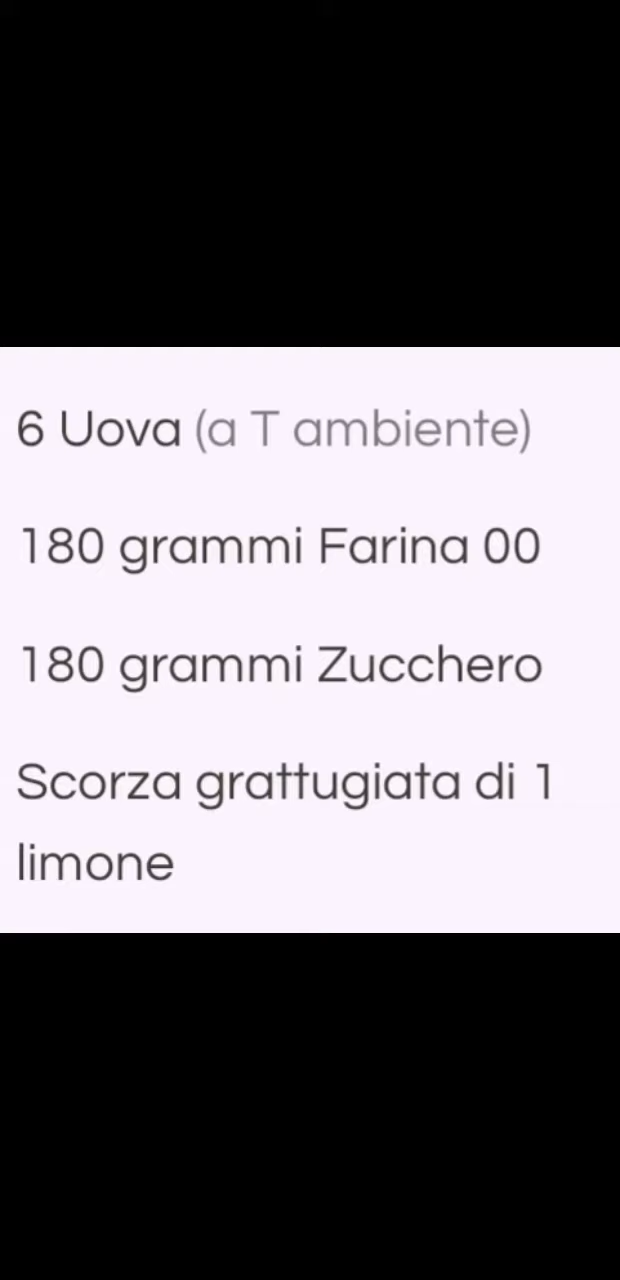 6 Uova (a T ambiente)
180 grammi Farina 00
180 grammi Zucchero
Scorza grattugiata di 1
limone